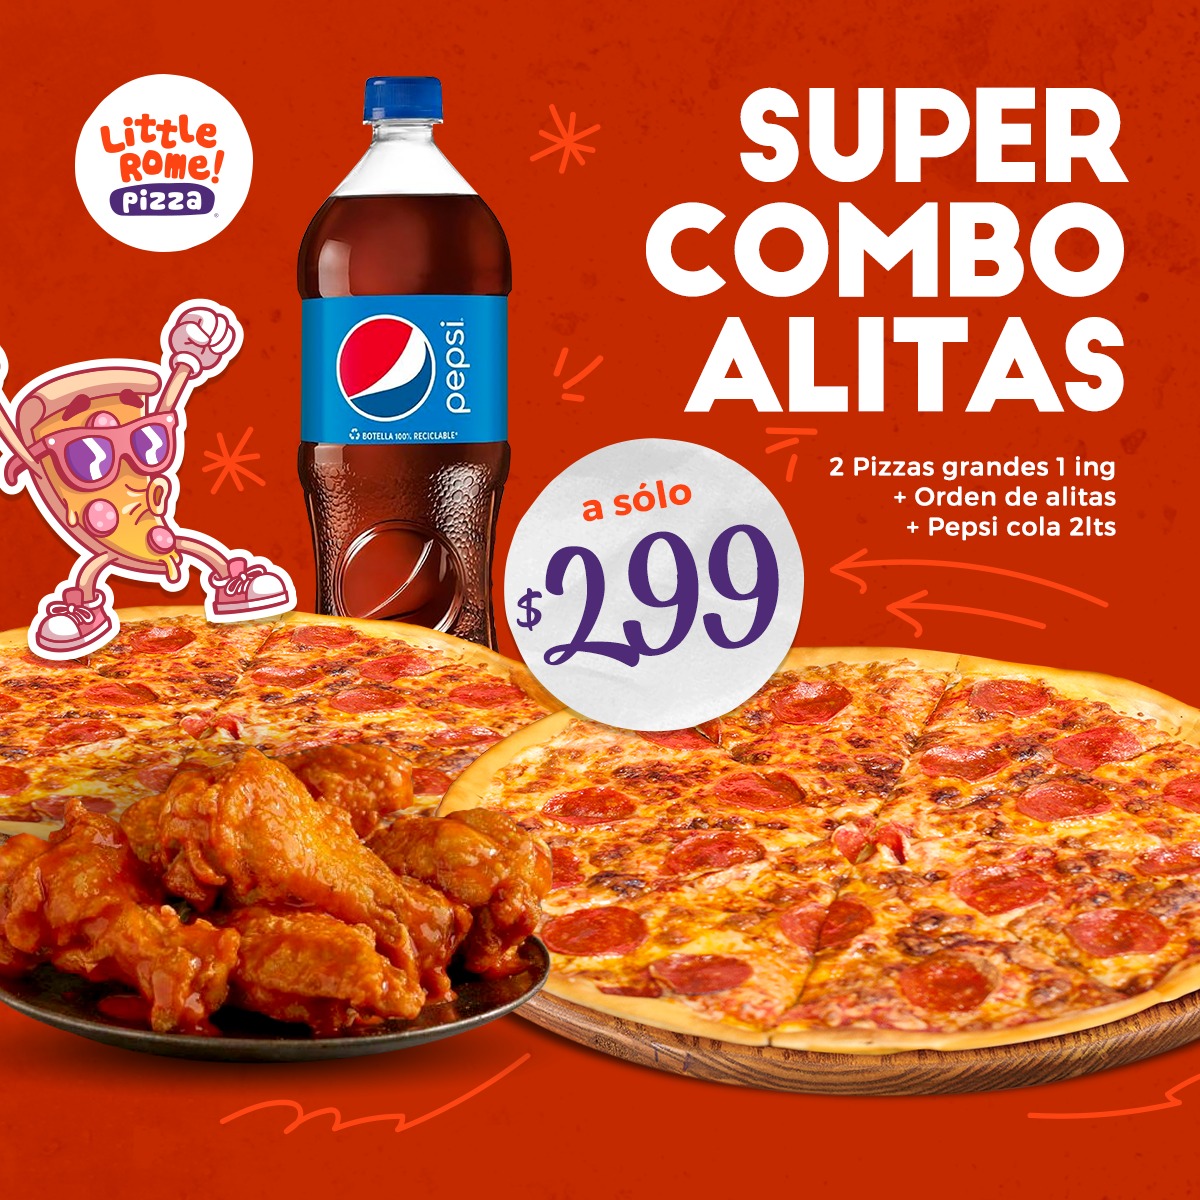 Little
Rome!
Pizza
SUPER
COMBO
ALITAS
2 Pizzas grandes 1 ing
+ Orden de alitas
+ Pepsi cola 2lts
pepsi
BOTELLA 100% RECICLABLE*
a sólo
$299